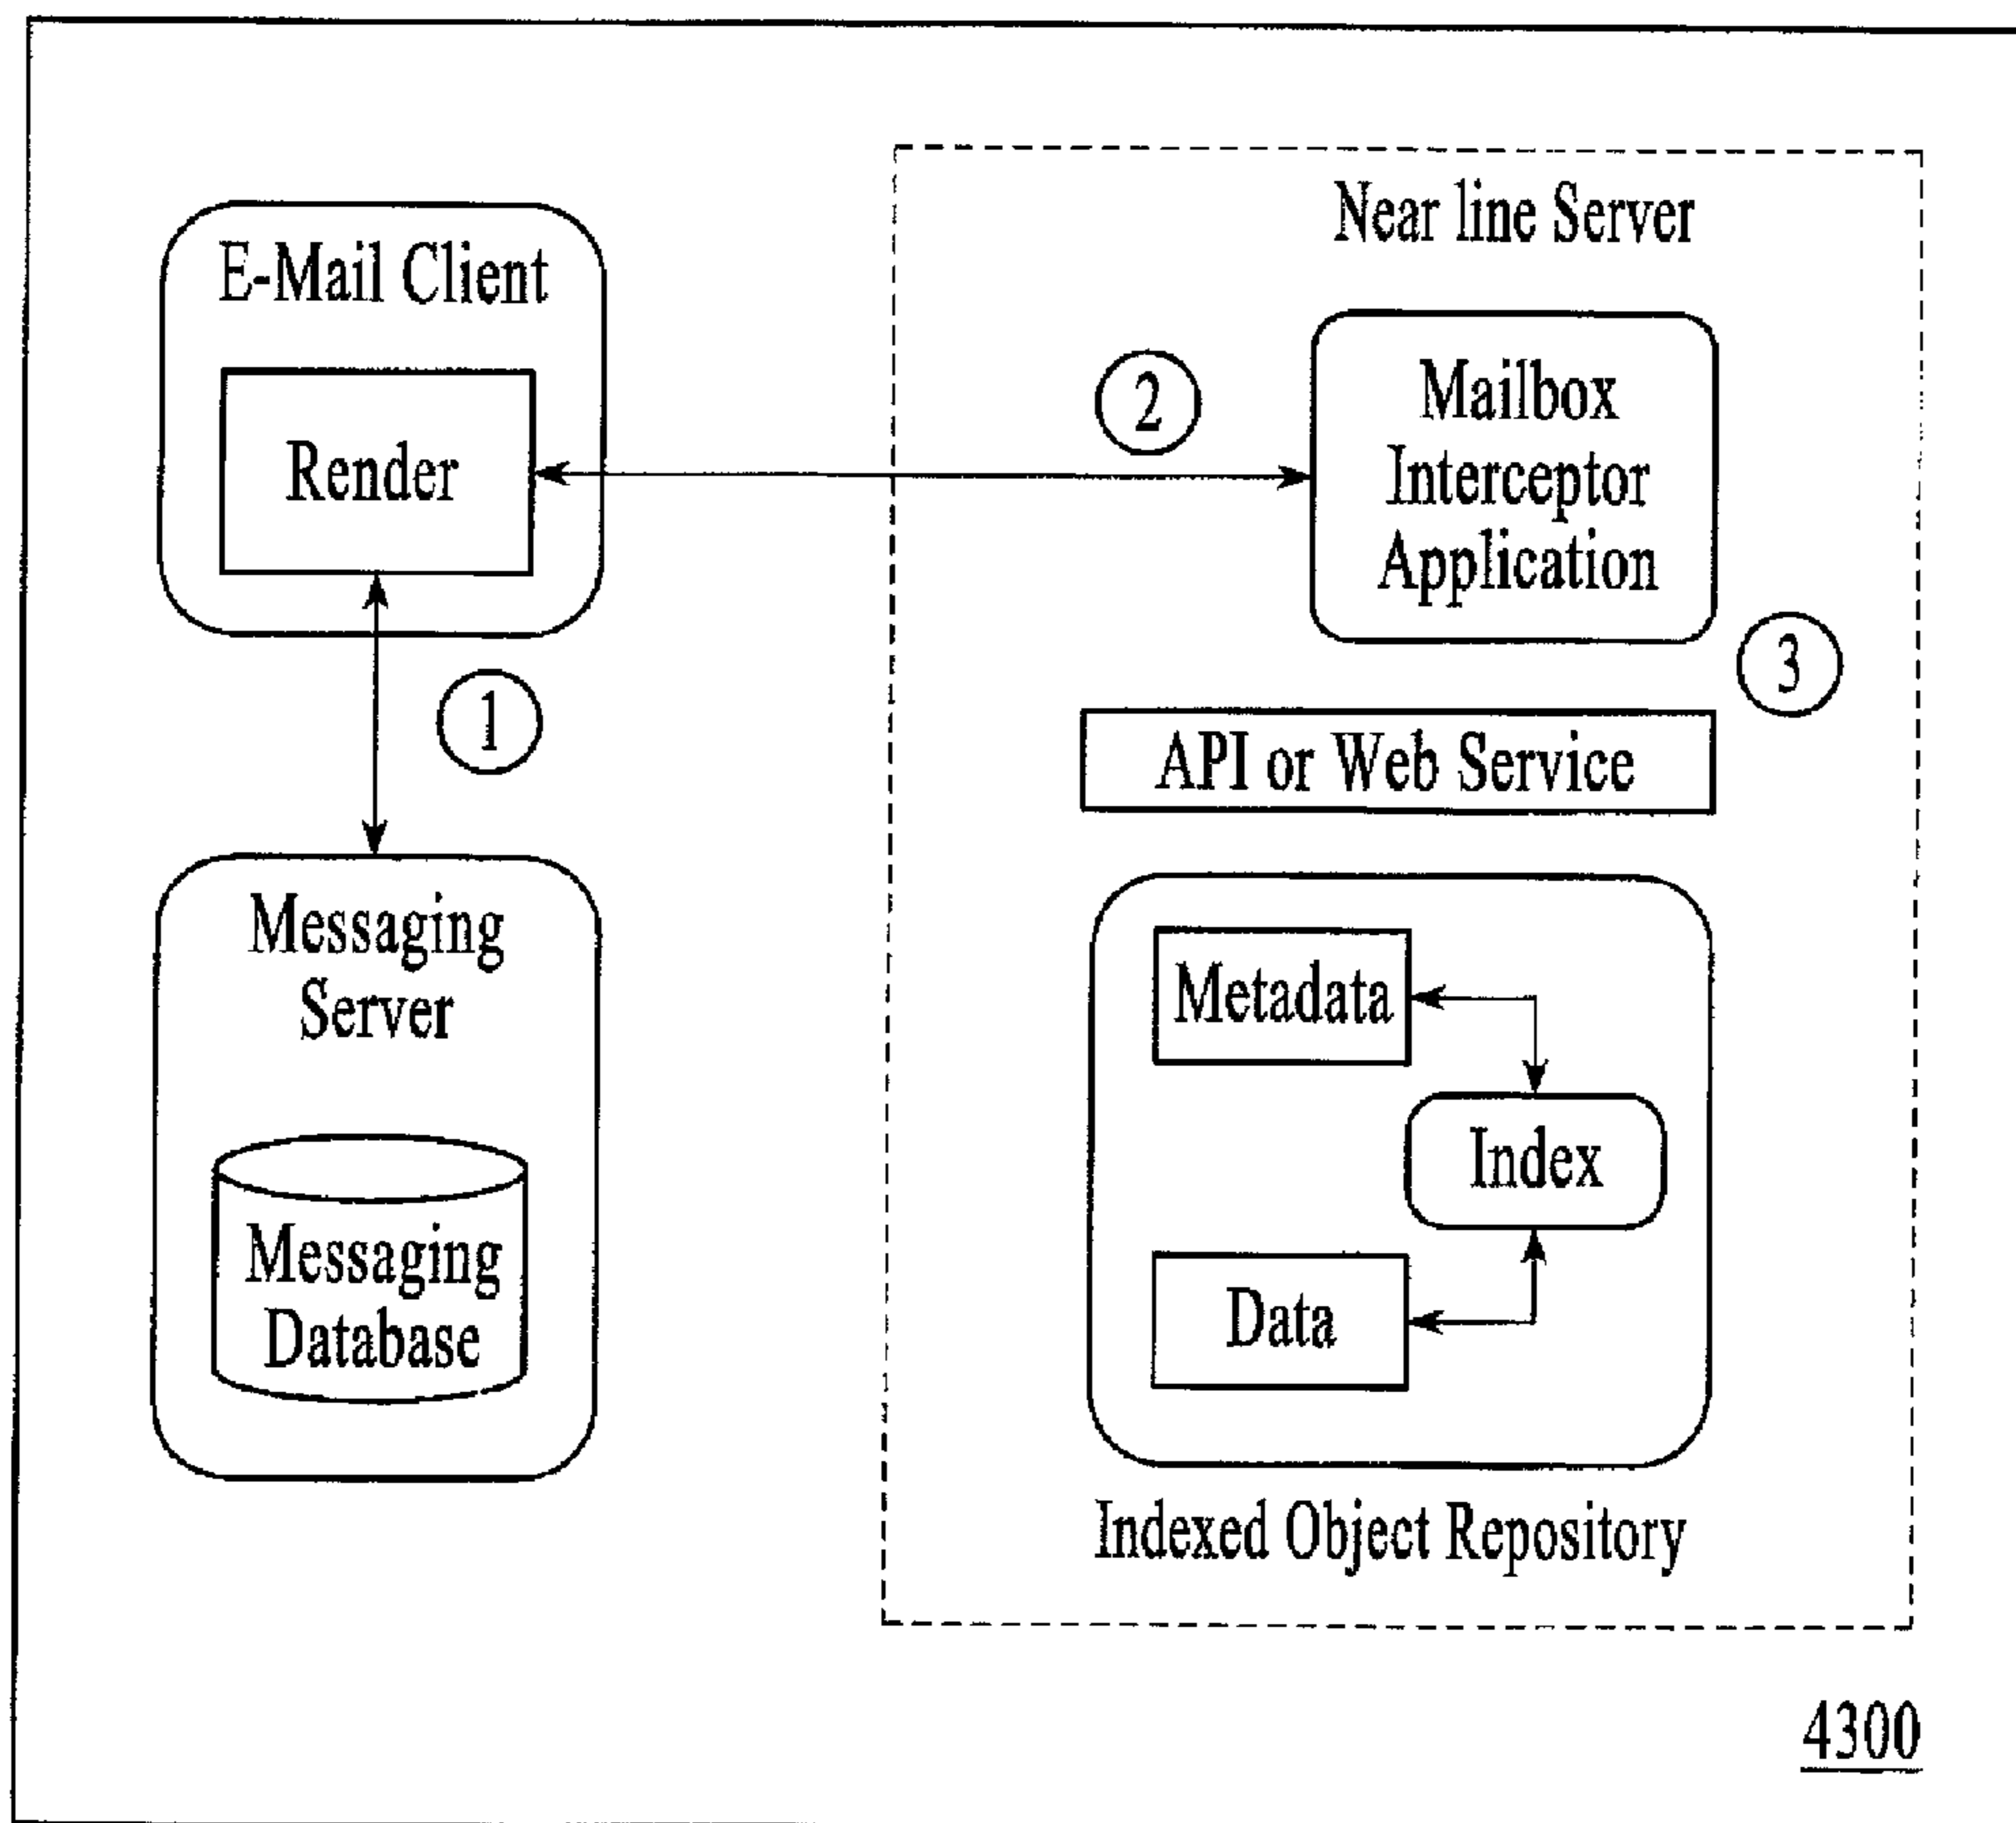 Near line Server
E-Mail Client
Render
2
Mailbox
Interceptor
Application
3
1
API or Web Service
Messaging
Server
Messaging
Database
Metadata
Index
Data
Indexed Object Repository
4300